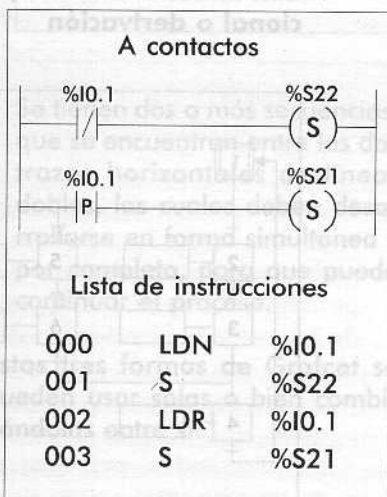 A contactos
%I0.1 %S22
/ S
%I0.1 %S21
P S
Lista de instrucciones
000 LDN %I0.1
001 S %S22
002 LDR %I0.1
003 S %S21